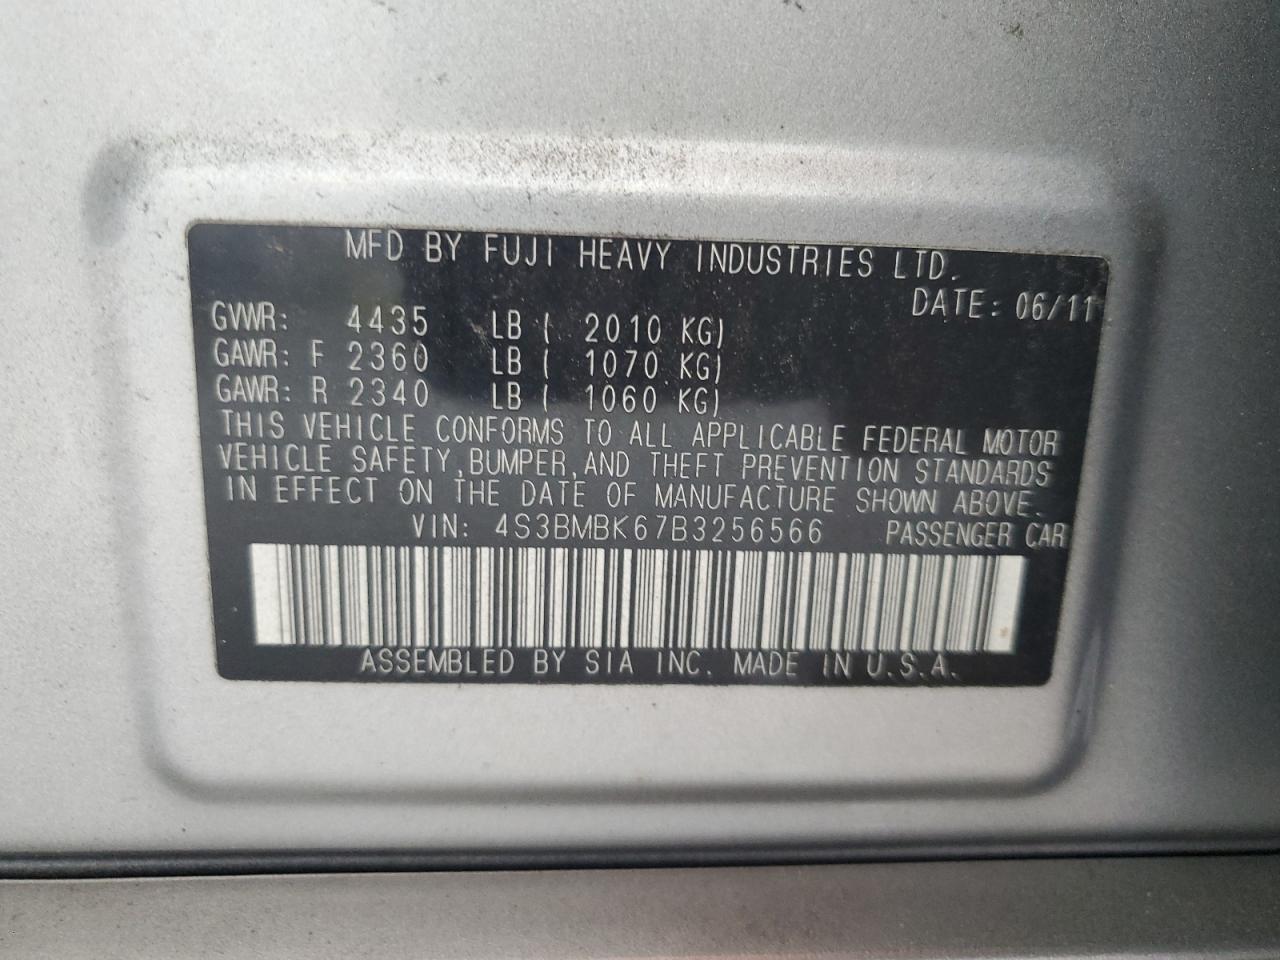 MFD BY FUJI HEAVY INDUSTRIES LTD.
DATE: 06/11
GVWR: 4435 LB ( 2010 KG)
GAWR: F 2360 LB ( 1070 KG)
GAWR: R 2340 LB ( 1060 KG)
THIS VEHICLE CONFORMS TO ALL APPLICABLE FEDERAL MOTOR
VEHICLE SAFETY, BUMPER, AND THEFT PREVENTION STANDARDS
IN EFFECT ON THE DATE OF MANUFACTURE SHOWN ABOVE.
VIN: 4S3BMBK67B3256566 PASSENGER CAR
ASSEMBLED BY SIA INC. MADE IN U.S.A.